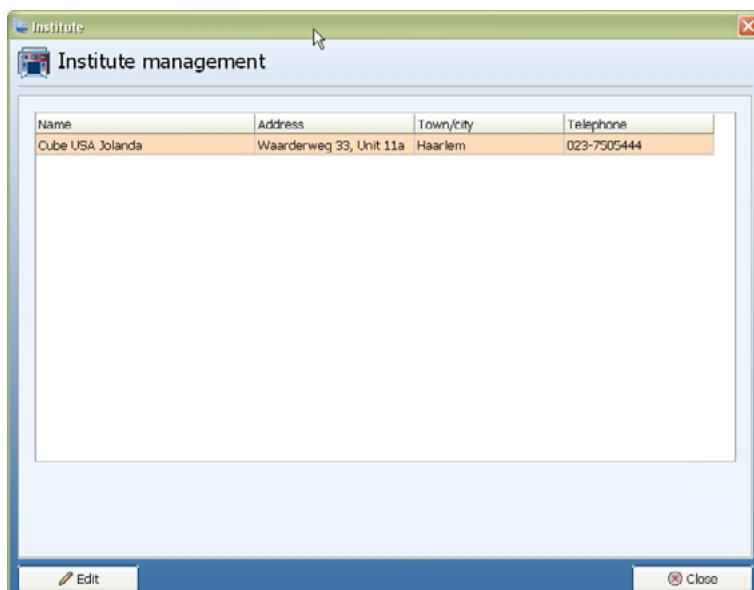 Institute
Institute management
Name Address Town/city Telephone
Cube USA Jolanda Waarderweg 33, Unit 11a Haarlem 023-7505444
Edit Close